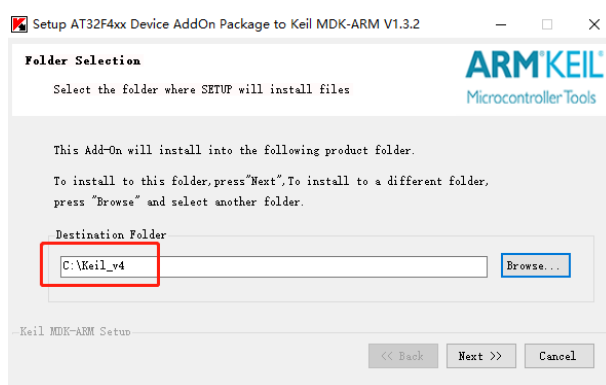 Setup AT32F4xx Device AddOn Package to Keil MDK-ARM V1.3.2
Folder Selection
Select the folder where SETUP will install files
ARM®KEIL®
Microcontroller Tools
This Add-On will install into the following product folder.
To install to this folder,press"Next",To install to a different folder,
press "Browse" and select another folder.
Destination Folder
C:\Keil_v4
Browse...
Keil MDK-ARM Setup
<< Back
Next >>
Cancel